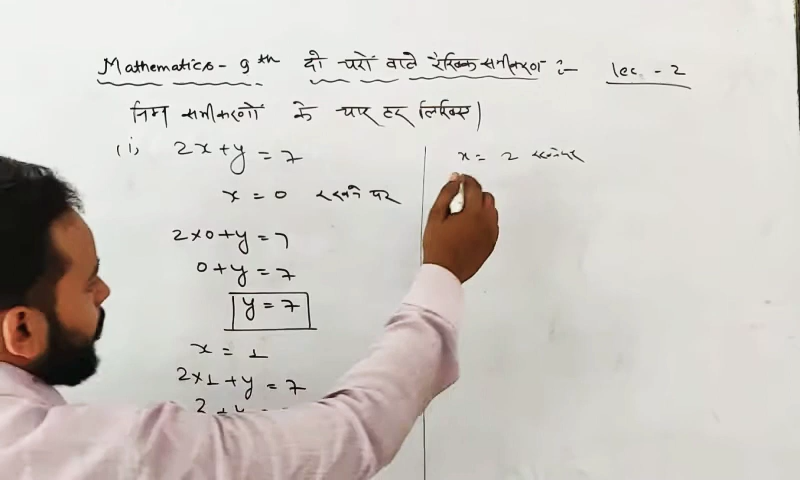 Mathematics - 9th दो चरों वाले रैखिक समीकरण :- Lec. - 2
निम्न समीकरणों के चार हल लिखिए।
(i) 2x+y = 7
x = 0 रखने पर
2×0+y = 7
0+y = 7
y = 7
x = 1
2×1+y = 7
2 + y
x = 2 रखने पर